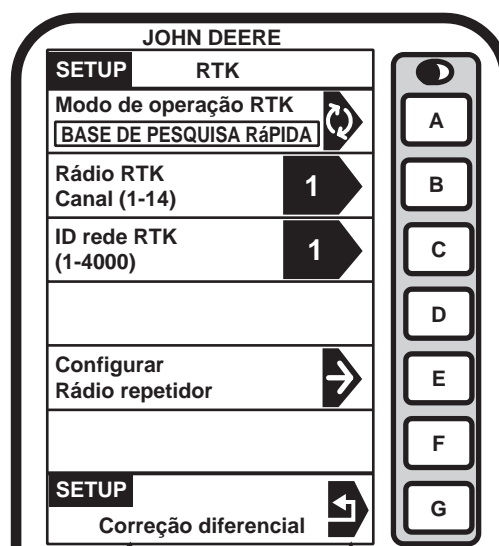 JOHN DEERE
SETUP RTK
Modo de operação RTK
BASE DE PESQUISA RáPIDA
A
Rádio RTK
Canal (1-14)
1
B
ID rede RTK
(1-4000)
1
C
D
Configurar
Rádio repetidor
E
F
SETUP
Correção diferencial
G